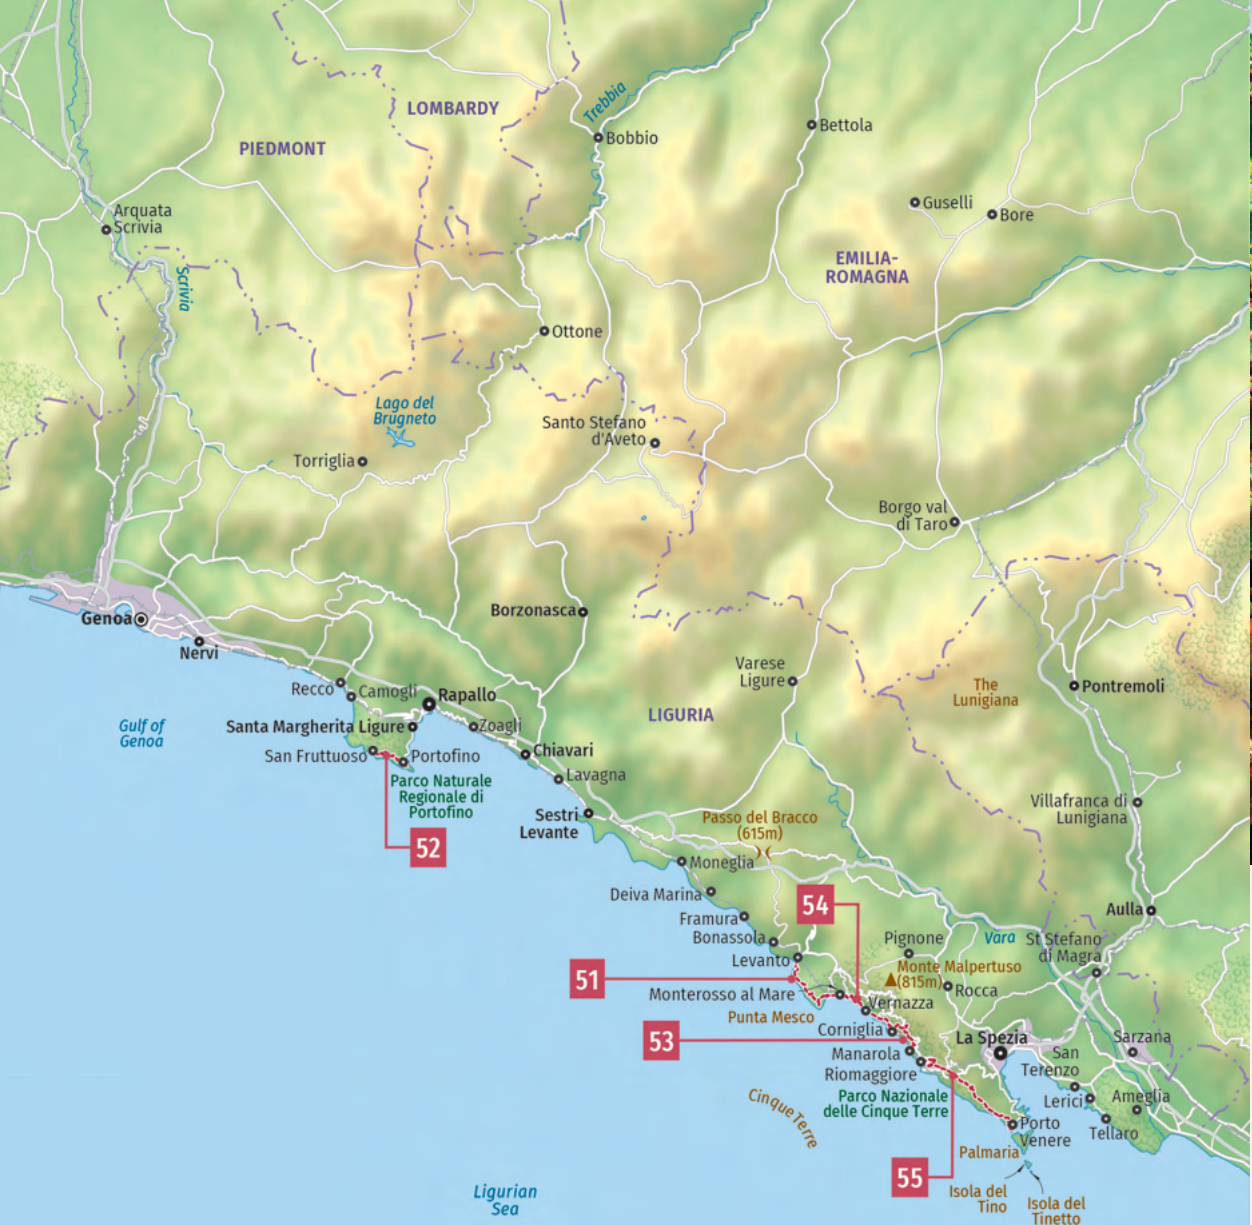 Trebbia
LOMBARDY
Bettola
Bobbio
PIEDMONT
Guselli
Bore
Arquata
Scrivia
EMILIA-
ROMAGNA
Scrivia
Ottone
Lago del
Brugneto
Santo Stefano
d'Aveto
Torriglia
Borgo val
di Taro
Borzonasca
Genoa
Nervi
Varese
Ligure
The
Lunigiana
Pontremoli
Recco
Camogli
Rapallo
LIGURIA
Gulf of
Genoa
Santa Margherita Ligure
Zoagli
San Fruttuoso
Portofino
Chiavari
Lavagna
Parco Naturale
Regionale di
Portofino
Villafranca di
Lunigiana
Sestri
Levante
Passo del Bracco
(615m)
52
Moneglia
Deiva Marina
54
Aulla
Framura
Bonassola
Pignone
Vara
St Stefano
di Magra
Levanto
51
Monte Malpertuso
(815m)
Rocca
Monterosso al Mare
Vernazza
Punta Mesco
Corniglia
53
La Spezia
Sarzana
Manarola
San
Terenzo
Riomaggiore
Parco Nazionale
delle Cinque Terre
Lerici
Ameglia
Cinque Terre
Porto
Venere
Tellaro
Palmaria
55
Isola del
Tino
Isola del
Tinetto
Ligurian
Sea